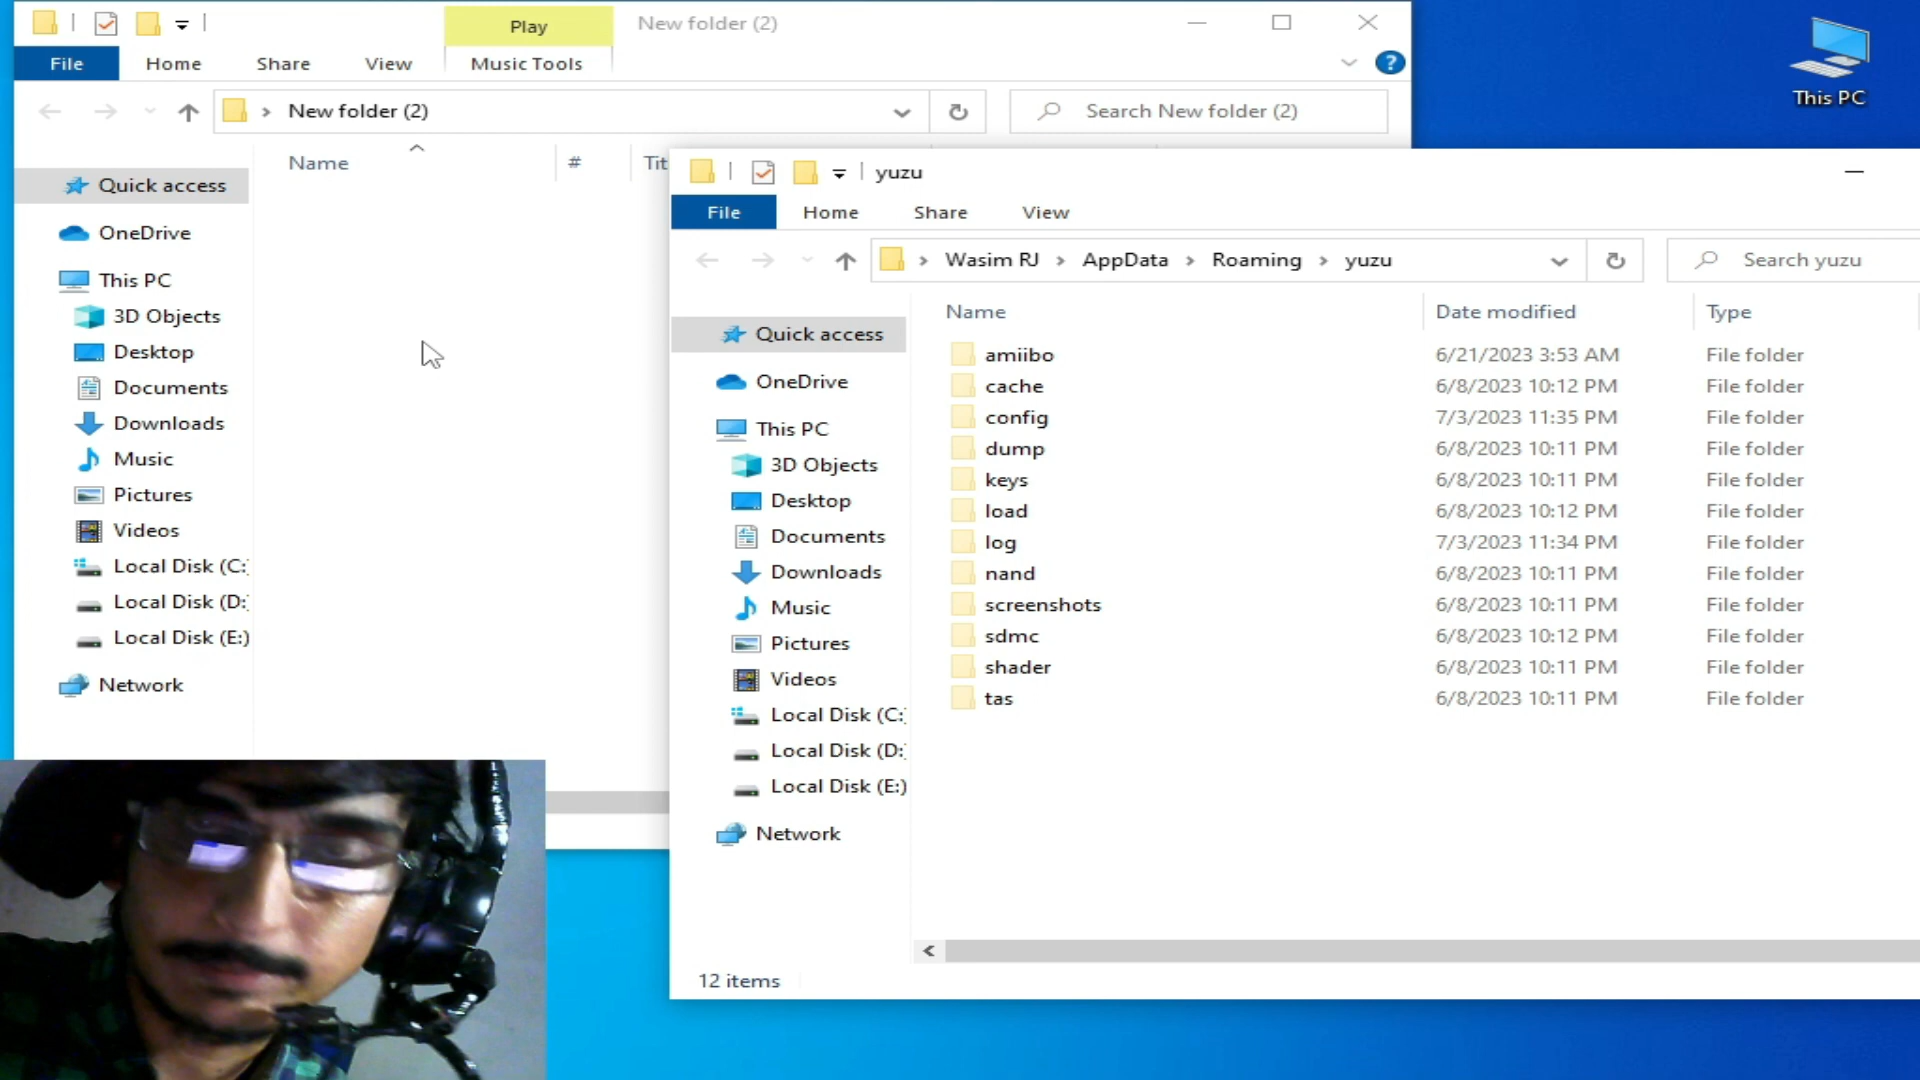 Play
New folder (2)
File
Home
Share
View
Music Tools
?
New folder (2)
Search New folder (2)
Name
#
Tit
Quick access
OneDrive
This PC
3D Objects
Desktop
Documents
Downloads
Music
Pictures
Videos
Local Disk (C:
Local Disk (D:
Local Disk (E:)
Network
This PC
yuzu
File
Home
Share
View
Wasim RJ > AppData > Roaming > yuzu
Search yuzu
Quick access
OneDrive
This PC
3D Objects
Desktop
Documents
Downloads
Music
Pictures
Videos
Local Disk (C:
Local Disk (D:
Local Disk (E:)
Network
Name Date modified Type
amiibo 6/21/2023 3:53 AM File folder
cache 6/8/2023 10:12 PM File folder
config 7/3/2023 11:35 PM File folder
dump 6/8/2023 10:11 PM File folder
keys 6/8/2023 10:11 PM File folder
load 6/8/2023 10:12 PM File folder
log 7/3/2023 11:34 PM File folder
nand 6/8/2023 10:11 PM File folder
screenshots 6/8/2023 10:11 PM File folder
sdmc 6/8/2023 10:12 PM File folder
shader 6/8/2023 10:11 PM File folder
tas 6/8/2023 10:11 PM File folder
12 items